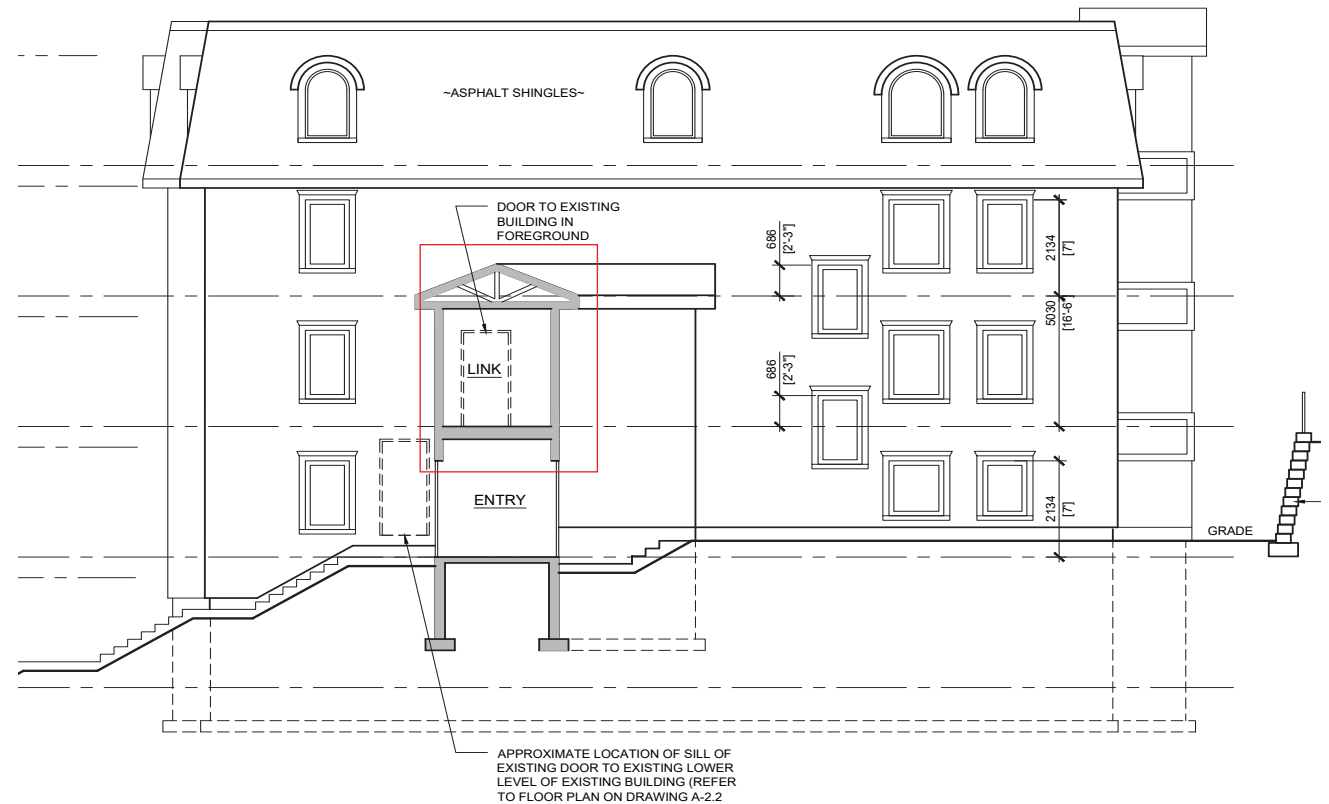 ~ASPHALT SHINGLES~
DOOR TO EXISTING
BUILDING IN
FOREGROUND
686
[2'-3"]
2134
[7']
5030
[16'-6"]
LINK
686
[2'-3"]
ENTRY
2134
[7']
GRADE
APPROXIMATE LOCATION OF SILL OF
EXISTING DOOR TO EXISTING LOWER
LEVEL OF EXISTING BUILDING (REFER
TO FLOOR PLAN ON DRAWING A-2.2